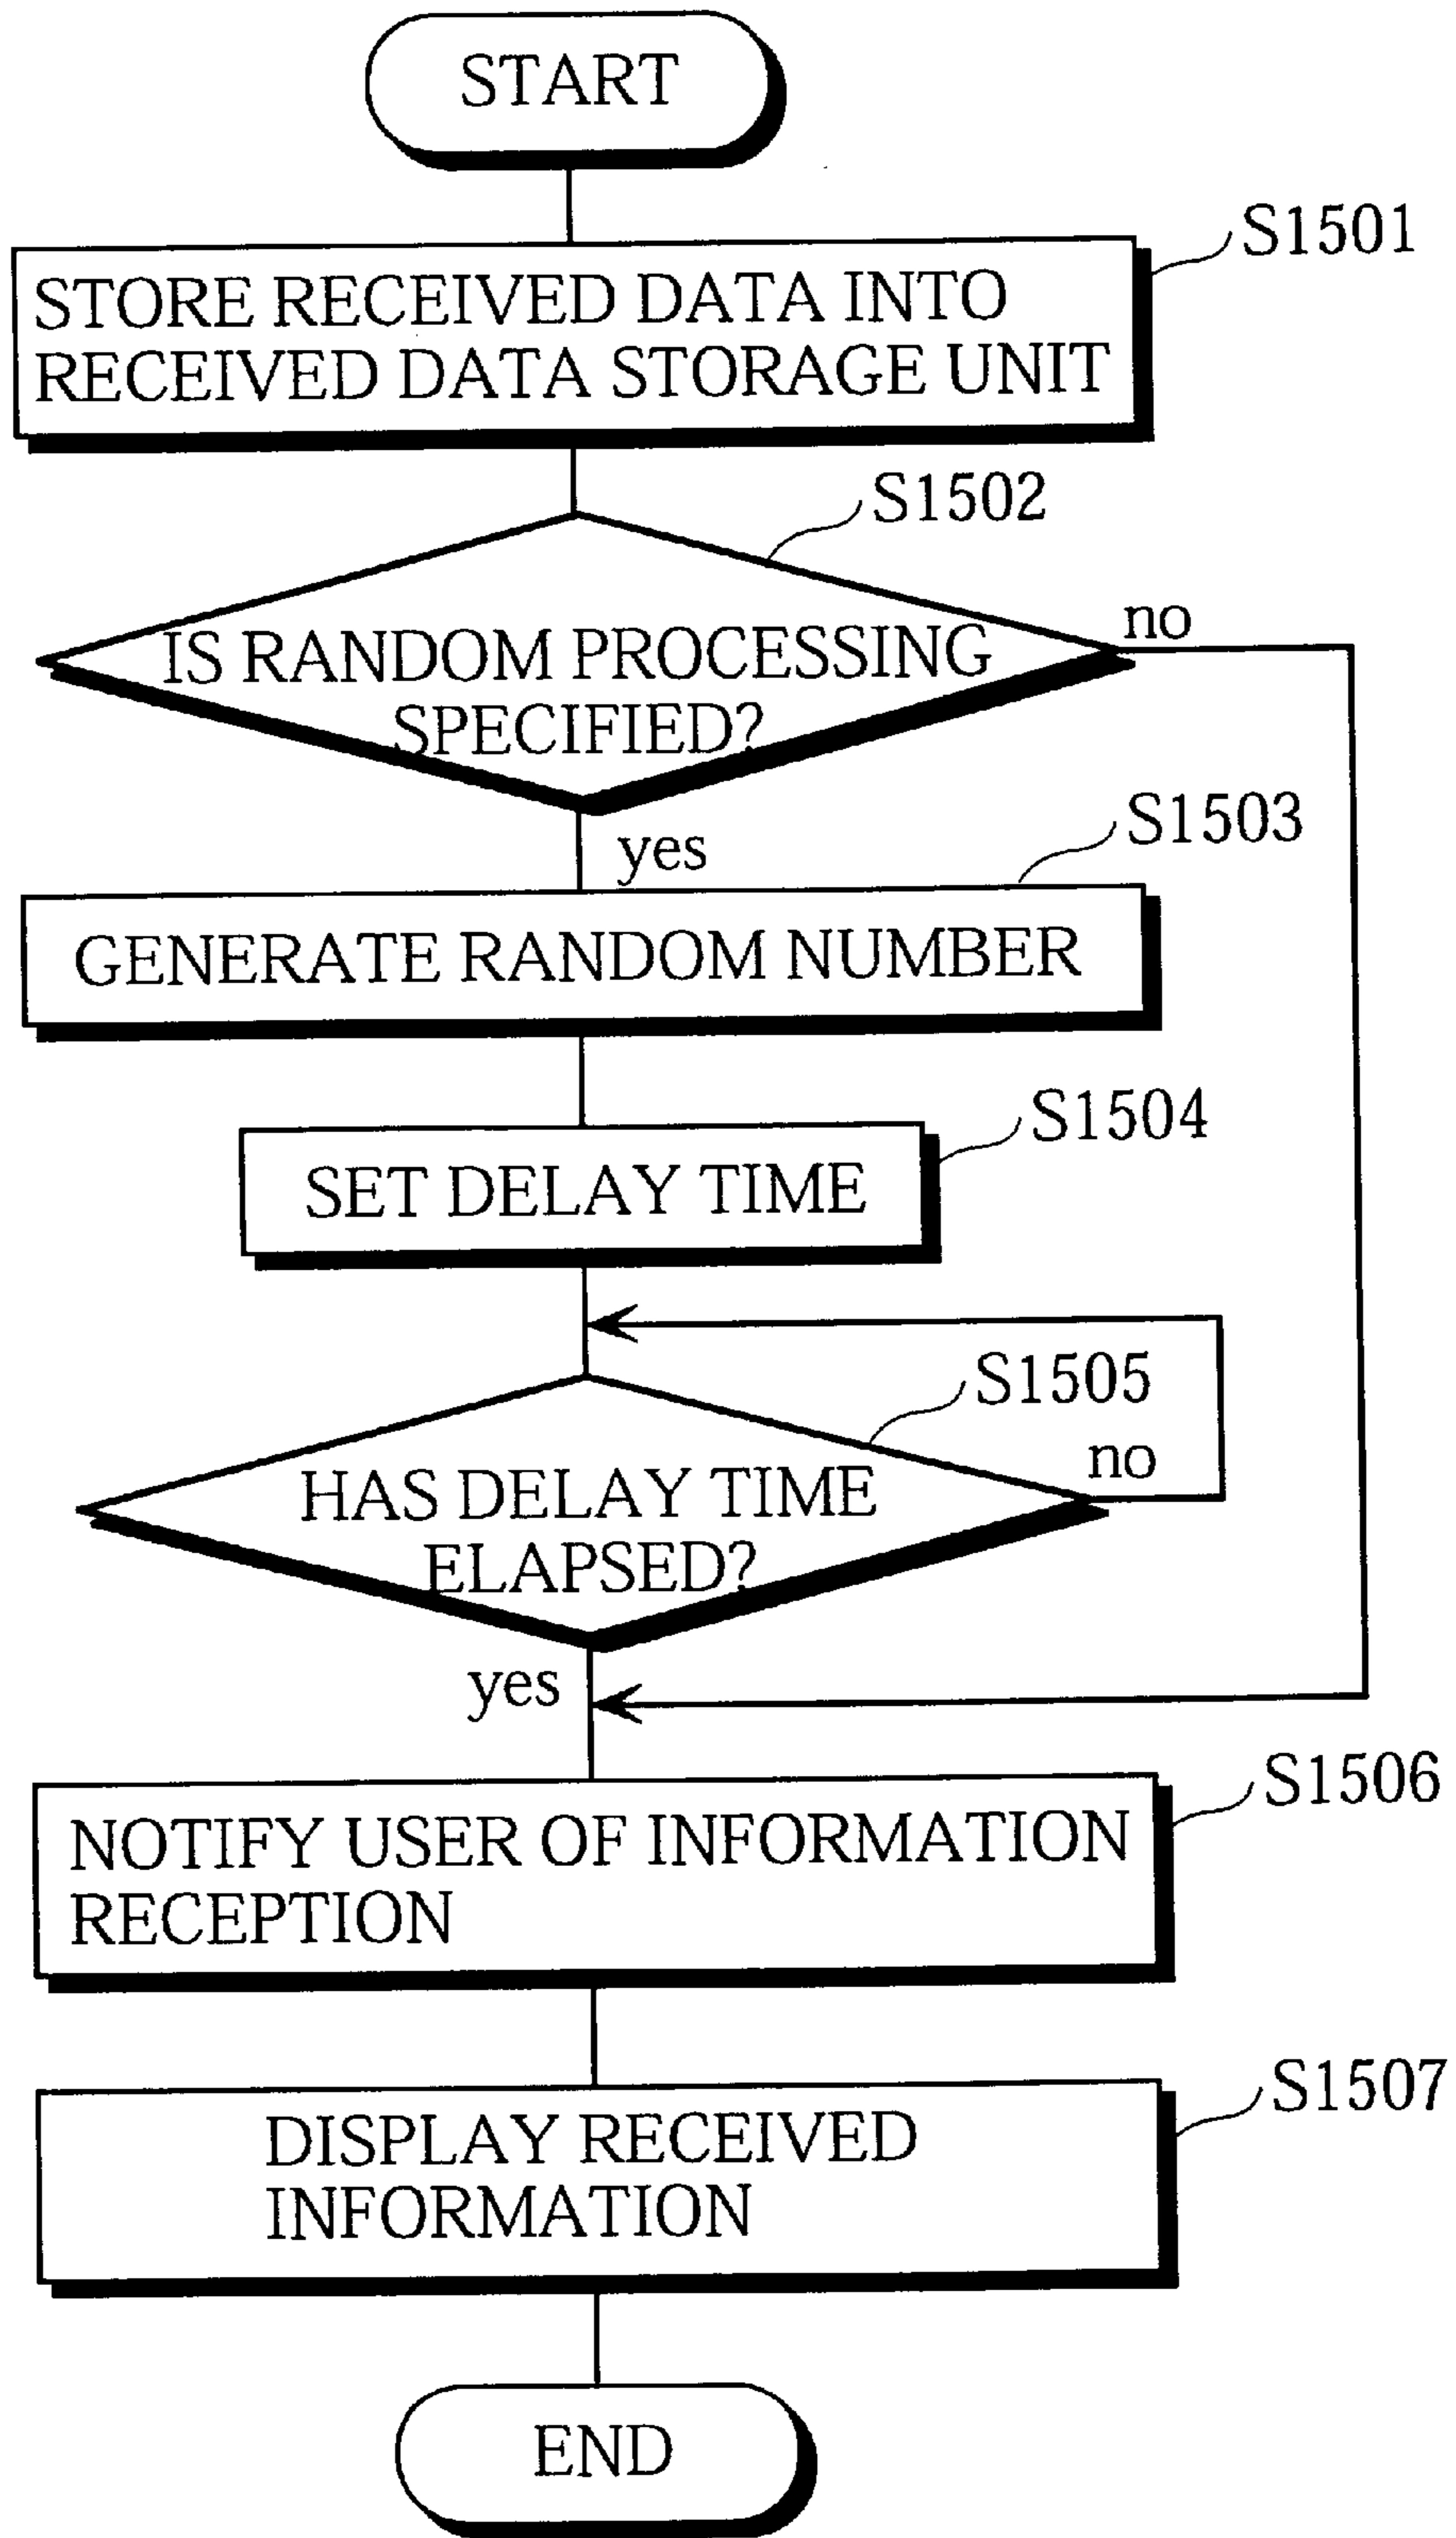 START
S1501
STORE RECEIVED DATA INTO
RECEIVED DATA STORAGE UNIT
S1502
IS RANDOM PROCESSING
SPECIFIED?
no
yes
S1503
GENERATE RANDOM NUMBER
S1504
SET DELAY TIME
S1505
HAS DELAY TIME
ELAPSED?
no
yes
S1506
NOTIFY USER OF INFORMATION
RECEPTION
S1507
DISPLAY RECEIVED
INFORMATION
END